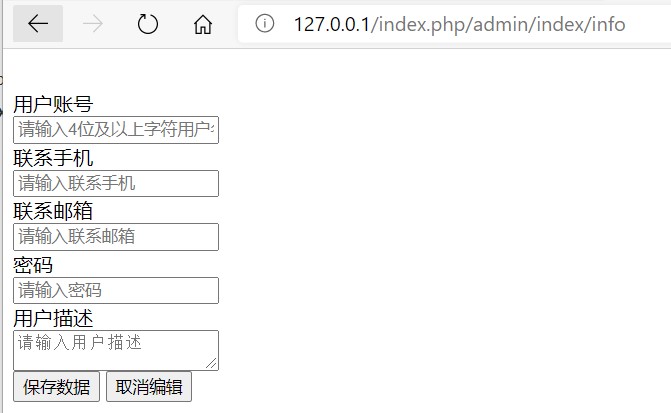 127.0.0.1/index.php/admin/index/info
用户账号
请输入4位及以上字符用户
联系手机
请输入联系手机
联系邮箱
请输入联系邮箱
密码
请输入密码
用户描述
请输入用户描述
保存数据 取消编辑